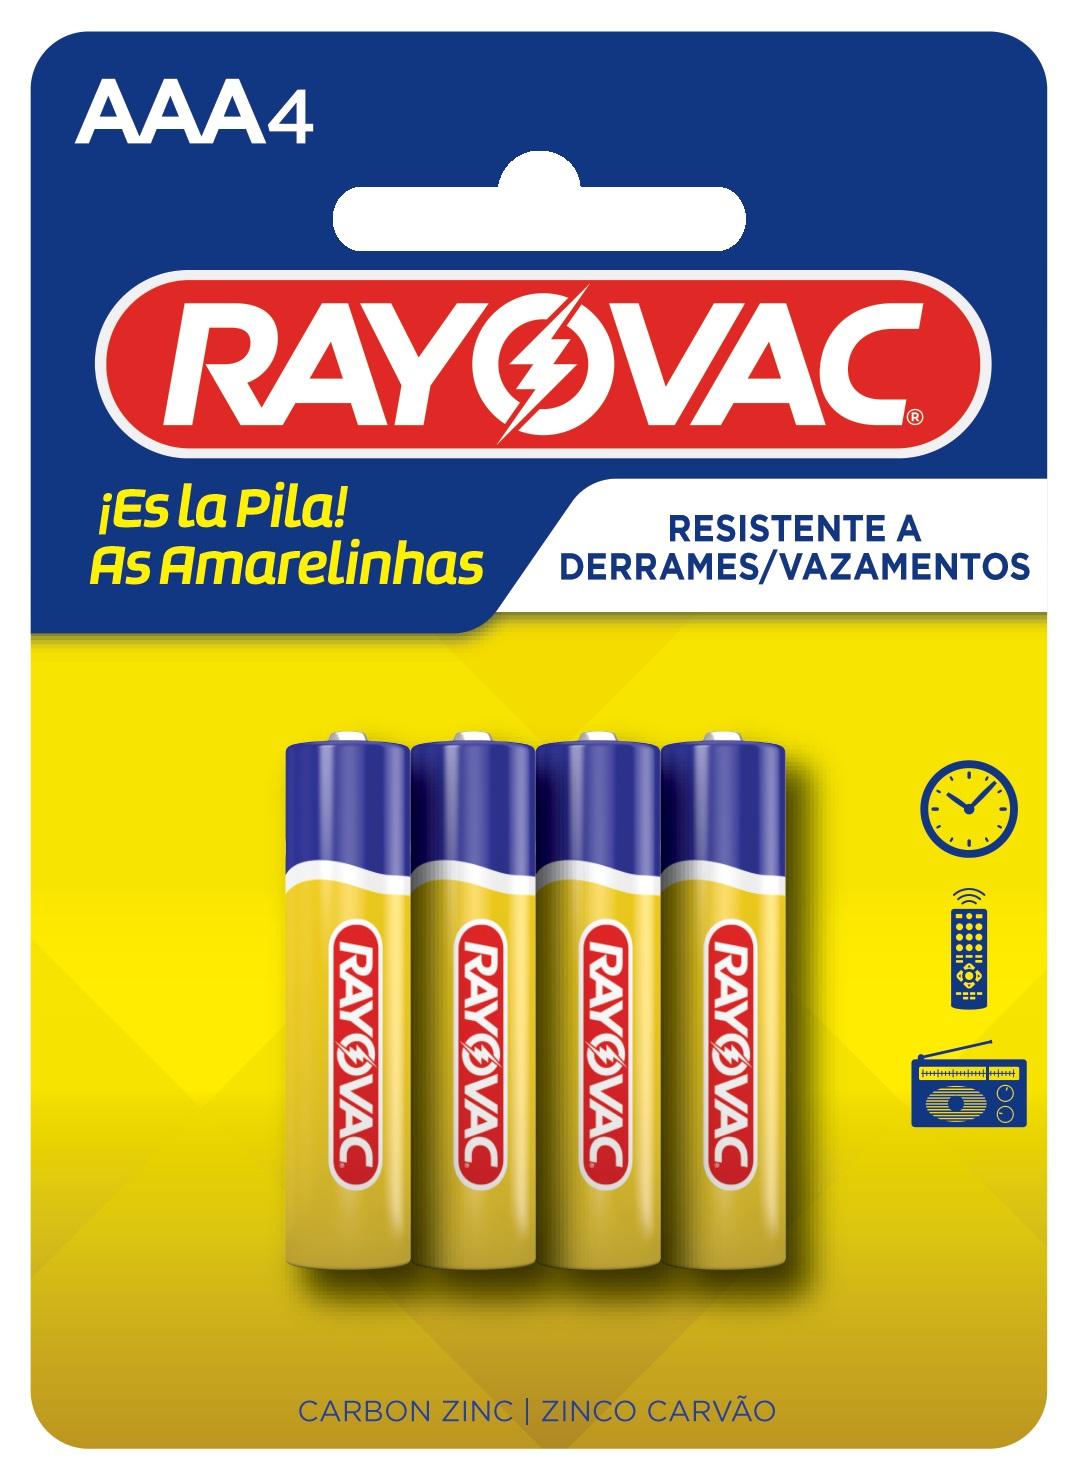 AAA4
RAYOVAC®
¡Es la Pila!
As Amarelinhas
RESISTENTE A
DERRAMES/VAZAMENTOS
RAYOVAC
RAYOVAC
RAYOVAC
RAYOVAC
CARBON ZINC | ZINCO CARVÃO